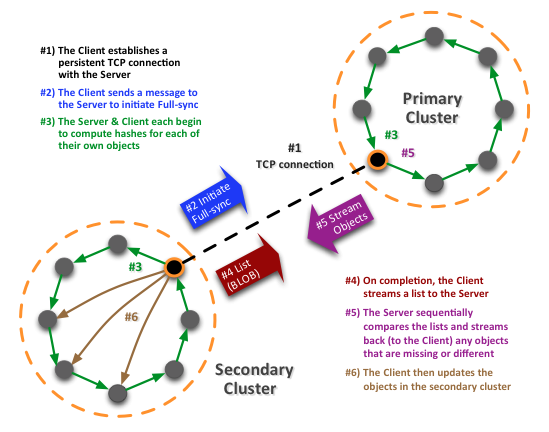 #1) The Client establishes a
persistent TCP connection
with the Server
#2) The Client sends a message to
the Server to initiate Full-sync
#3) The Server & Client each begin
to compute hashes for each of
their own objects
Primary
Cluster
#3
#5
#1
TCP connection
#2 Initiate
Full-sync
#5 Stream
Objects
#4 List
(BLOB)
#3
#6
Secondary
Cluster
#4) On completion, the Client
streams a list to the Server
#5) The Server sequentially
compares the lists and streams
back (to the Client) any objects
that are missing or different
#6) The Client then updates the
objects in the secondary cluster